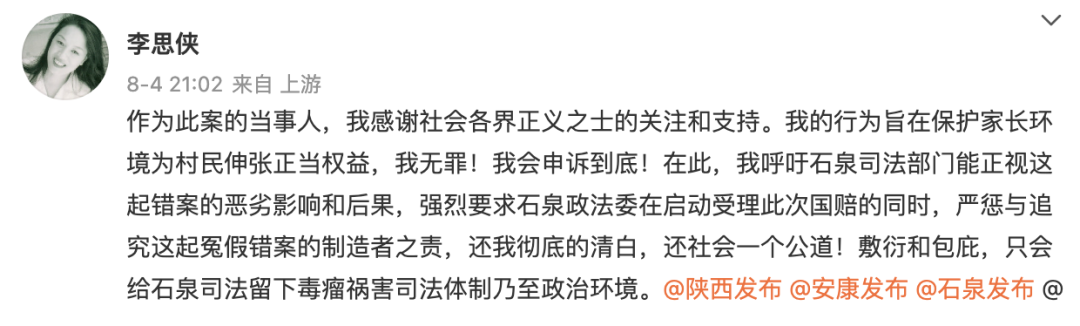 李思侠
8-4 21:02 来自 上游
作为此案的当事人，我感谢社会各界正义之士的关注和支持。我的行为旨在保护家长环
境为村民伸张正当权益，我无罪！我会申诉到底！在此，我呼吁石泉司法部门能正视这
起错案的恶劣影响和后果，强烈要求石泉政法委在启动受理此次国赔的同时，严惩与追
究这起冤假错案的制造者之责，还我彻底的清白，还社会一个公道！敷衍和包庇，只会
给石泉司法留下毒瘤祸害司法体制乃至政治环境。@陕西发布 @安康发布 @石泉发布 @